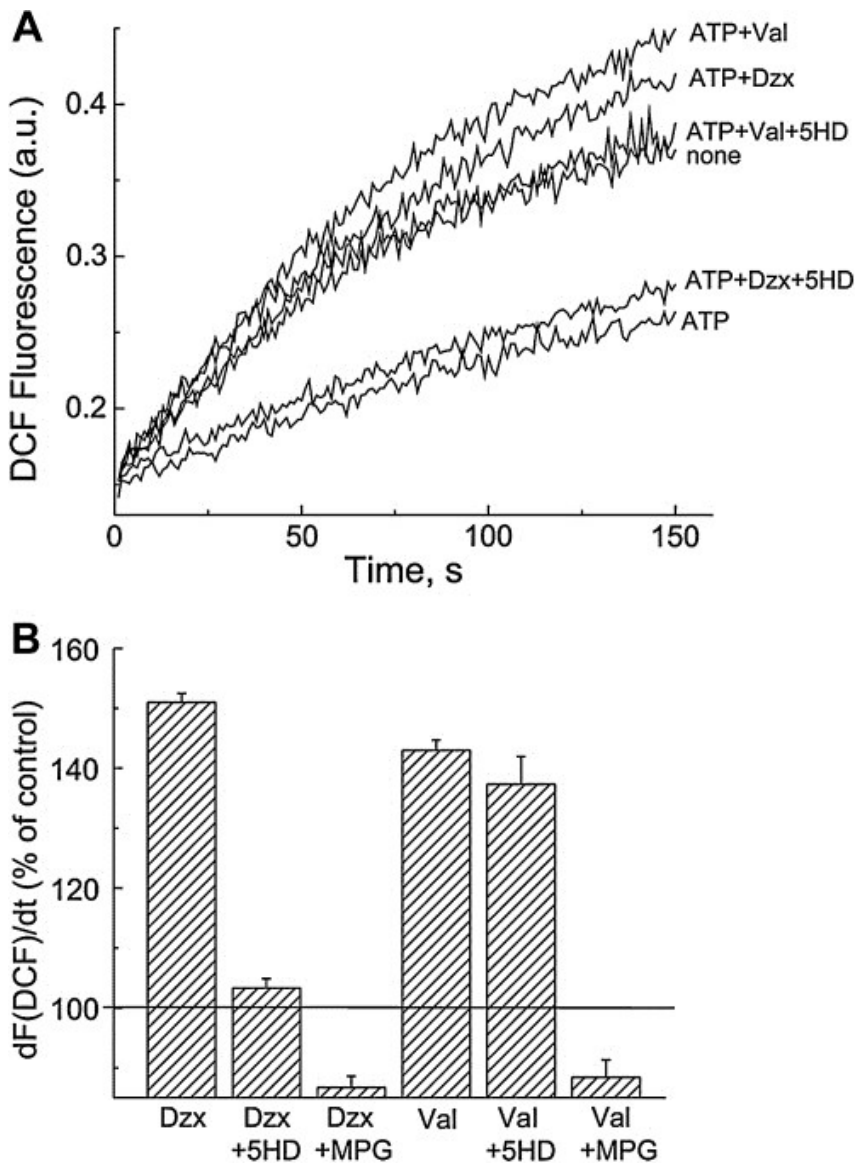 A
DCF Fluorescence (a.u.)
0.4
0.3
0.2
0
50
100
150
Time, s
ATP+Val
ATP+Dzx
ATP+Val+5HD
none
ATP+Dzx+5HD
ATP
B
dF(DCF)/dt (% of control)
160
140
120
100
Dzx
Dzx
+5HD
Dzx
+MPG
Val
Val
+5HD
Val
+MPG